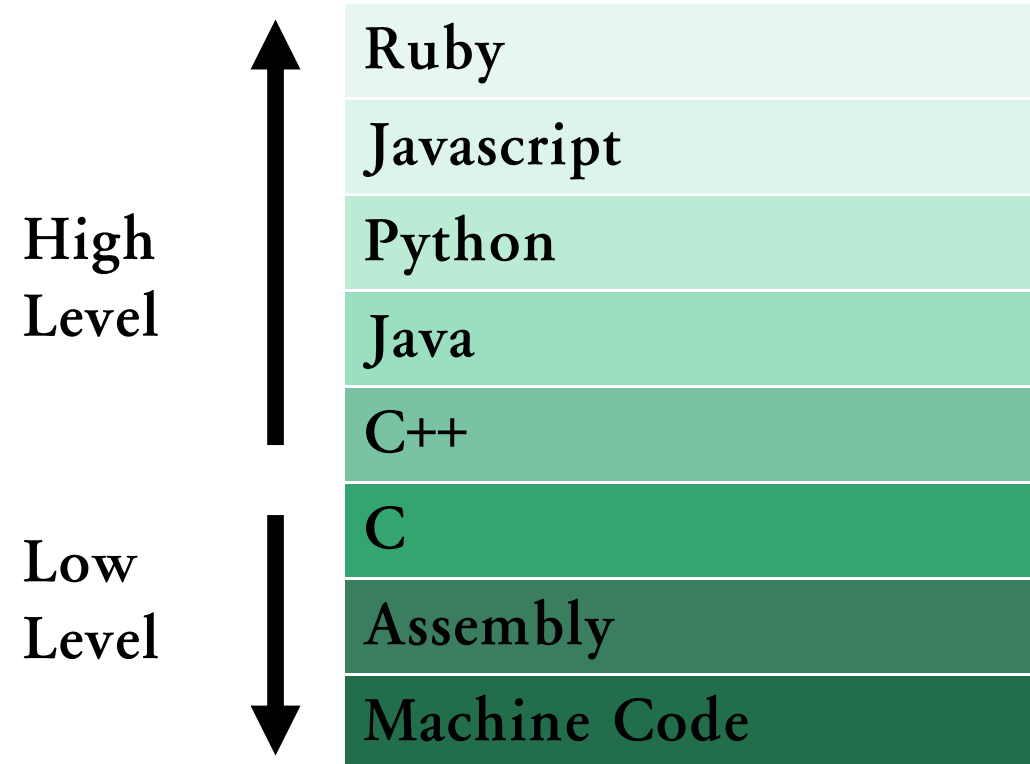 High
Level
Low
Level
Ruby
Javascript
Python
Java
C++
C
Assembly
Machine Code